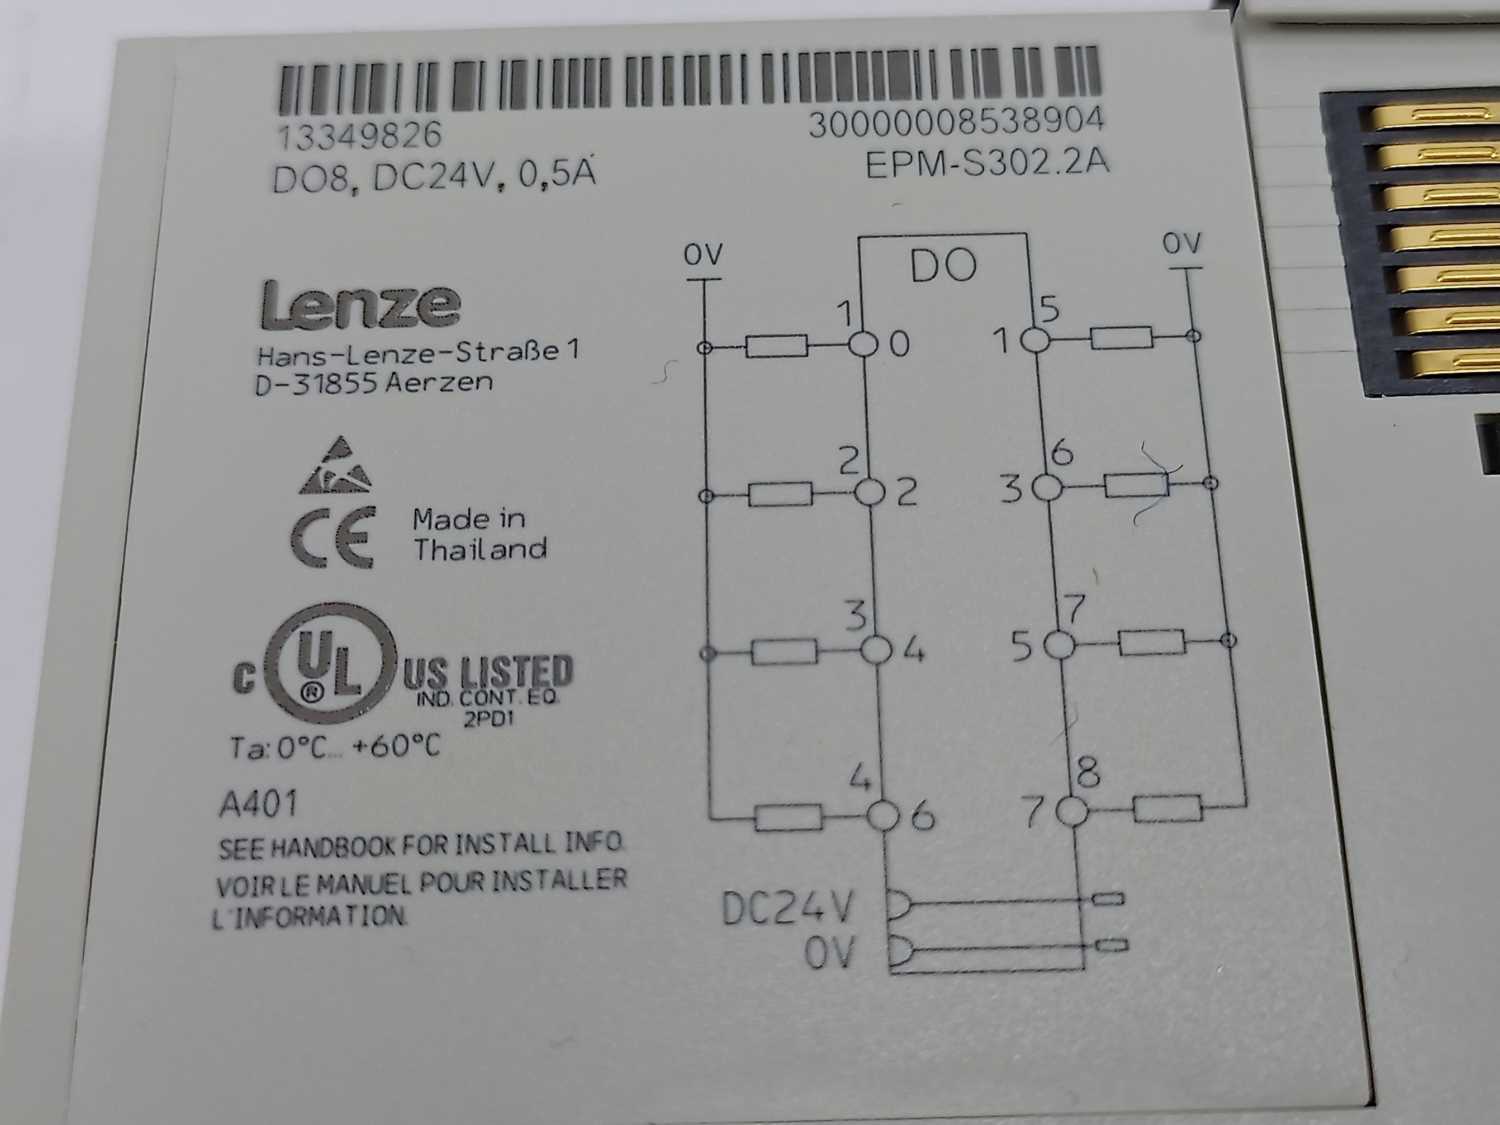 13349826
30000008538904
DO8, DC24V, 0,5A
EPM-S302.2A
Lenze
Hans-Lenze-Straße 1
D-31855 Aerzen
CE
Made in
Thailand
C UL ® US LISTED
IND. CONT. EQ.
2PD1
Ta: 0°C... +60°C
A401
SEE HANDBOOK FOR INSTALL INFO.
VOIR LE MANUEL POUR INSTALLER
L'INFORMATION.
0V
DO
0V
1
5
0
1
2
6
2
3
3
7
4
5
4
8
6
7
DC24V
0V